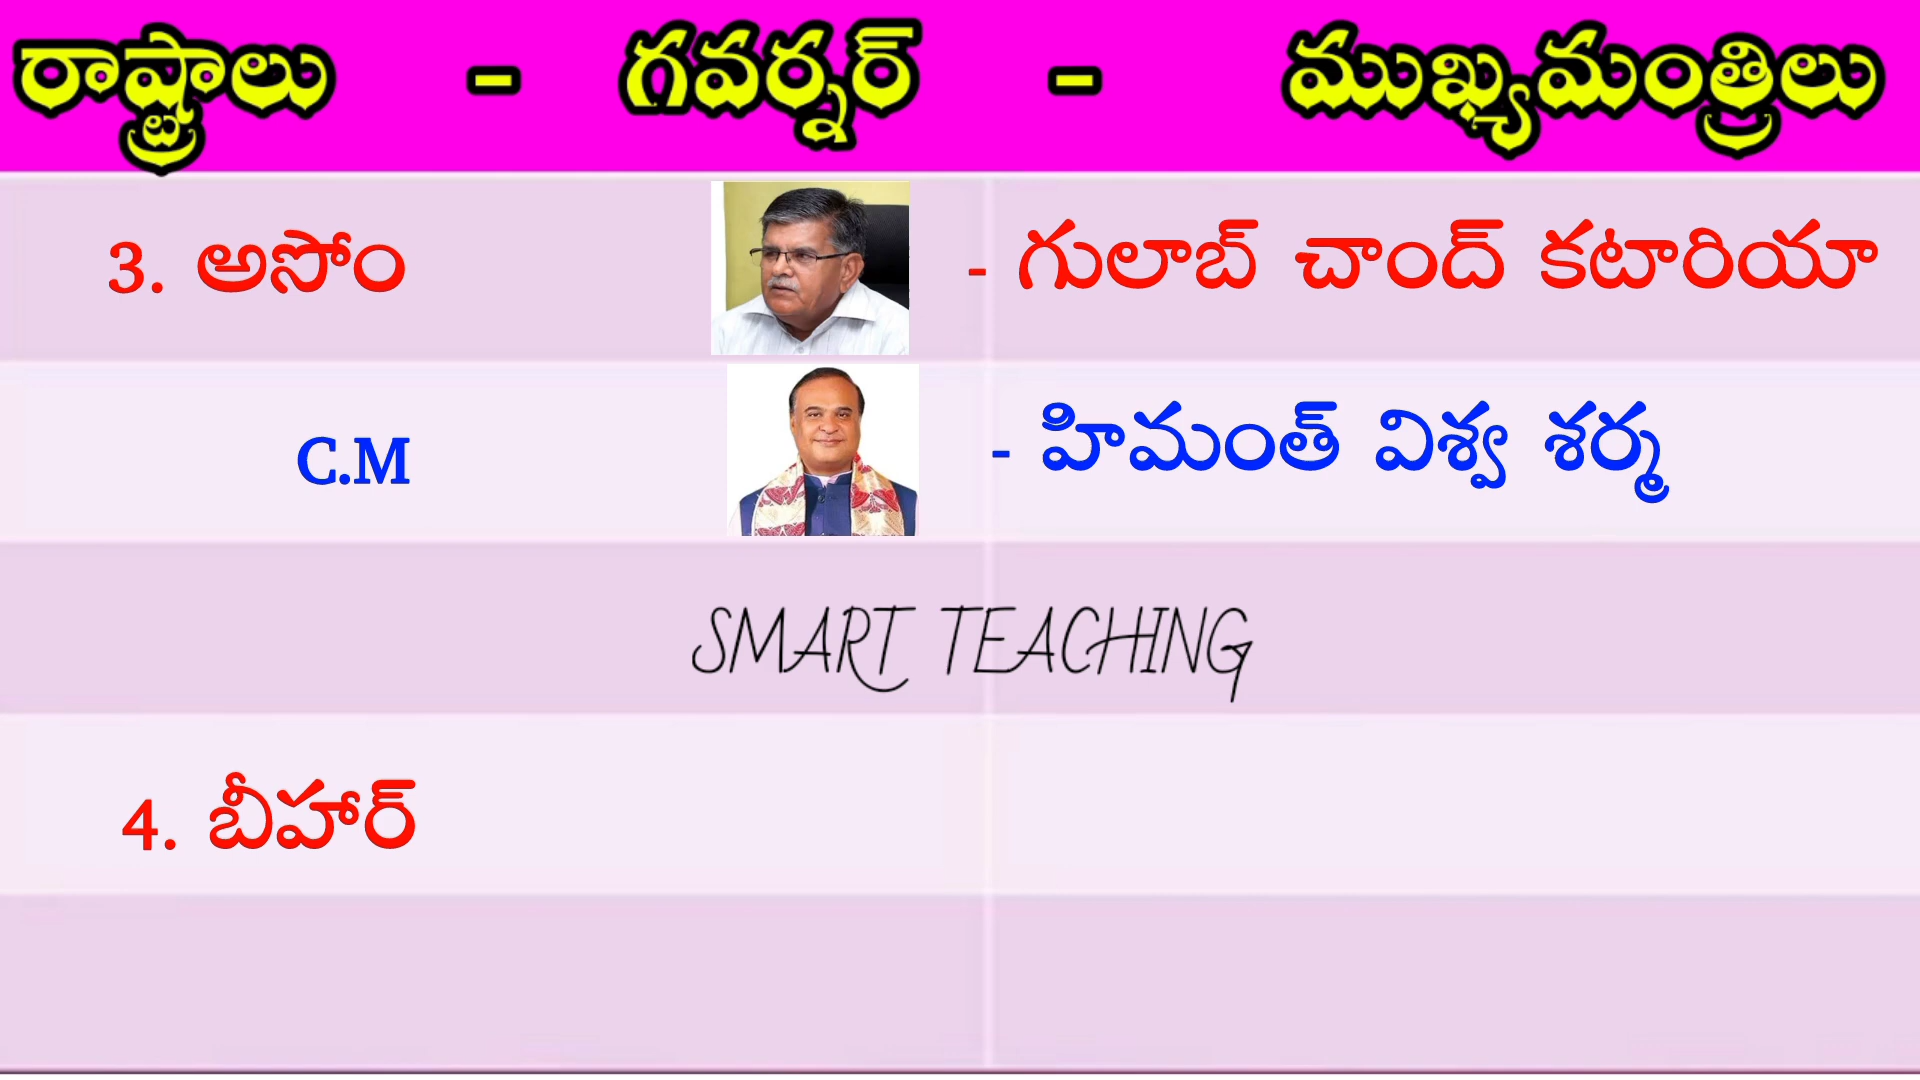 రాష్ట్రాలు - గవర్నర్ - ముఖ్యమంత్రిలు
3. అసోం - గులాబ్ చాంద్ కటారియా
C.M - హిమంత్ విశ్వ శర్మ
SMART TEACHING
4. బీహార్